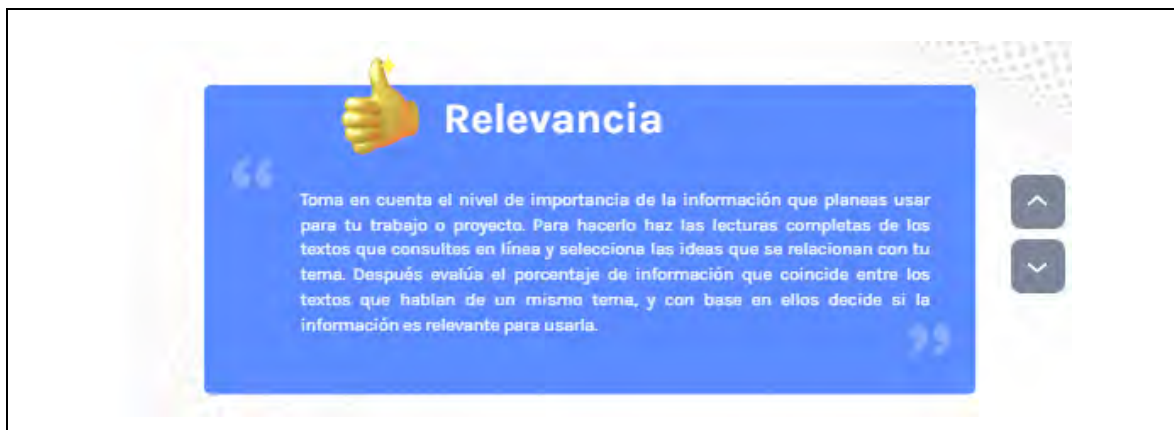 Relevancia
Toma en cuenta el nivel de importancia de la información que planeas usar
para tu trabajo o proyecto. Para hacerlo haz las lecturas completas de los
textos que consultes en línea y selecciona las ideas que se relacionan con tu
tema. Después evalúa el porcentaje de información que coincide entre los
textos que hablan de un mismo tema, y con base en ellos decide si la
información es relevante para usarla.